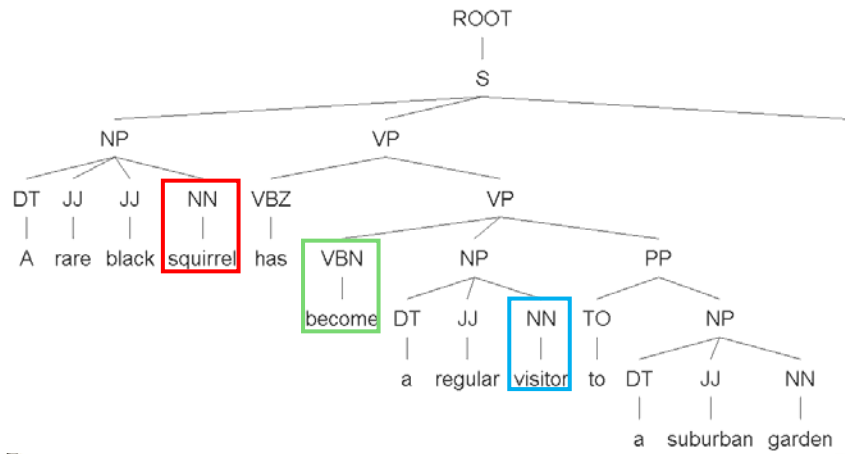 ROOT
S
NP VP
DT JJ JJ NN VBZ VP
A rare black squirrel has VBN NP PP
become DT JJ NN TO NP
a regular visitor to DT JJ NN
a suburban garden